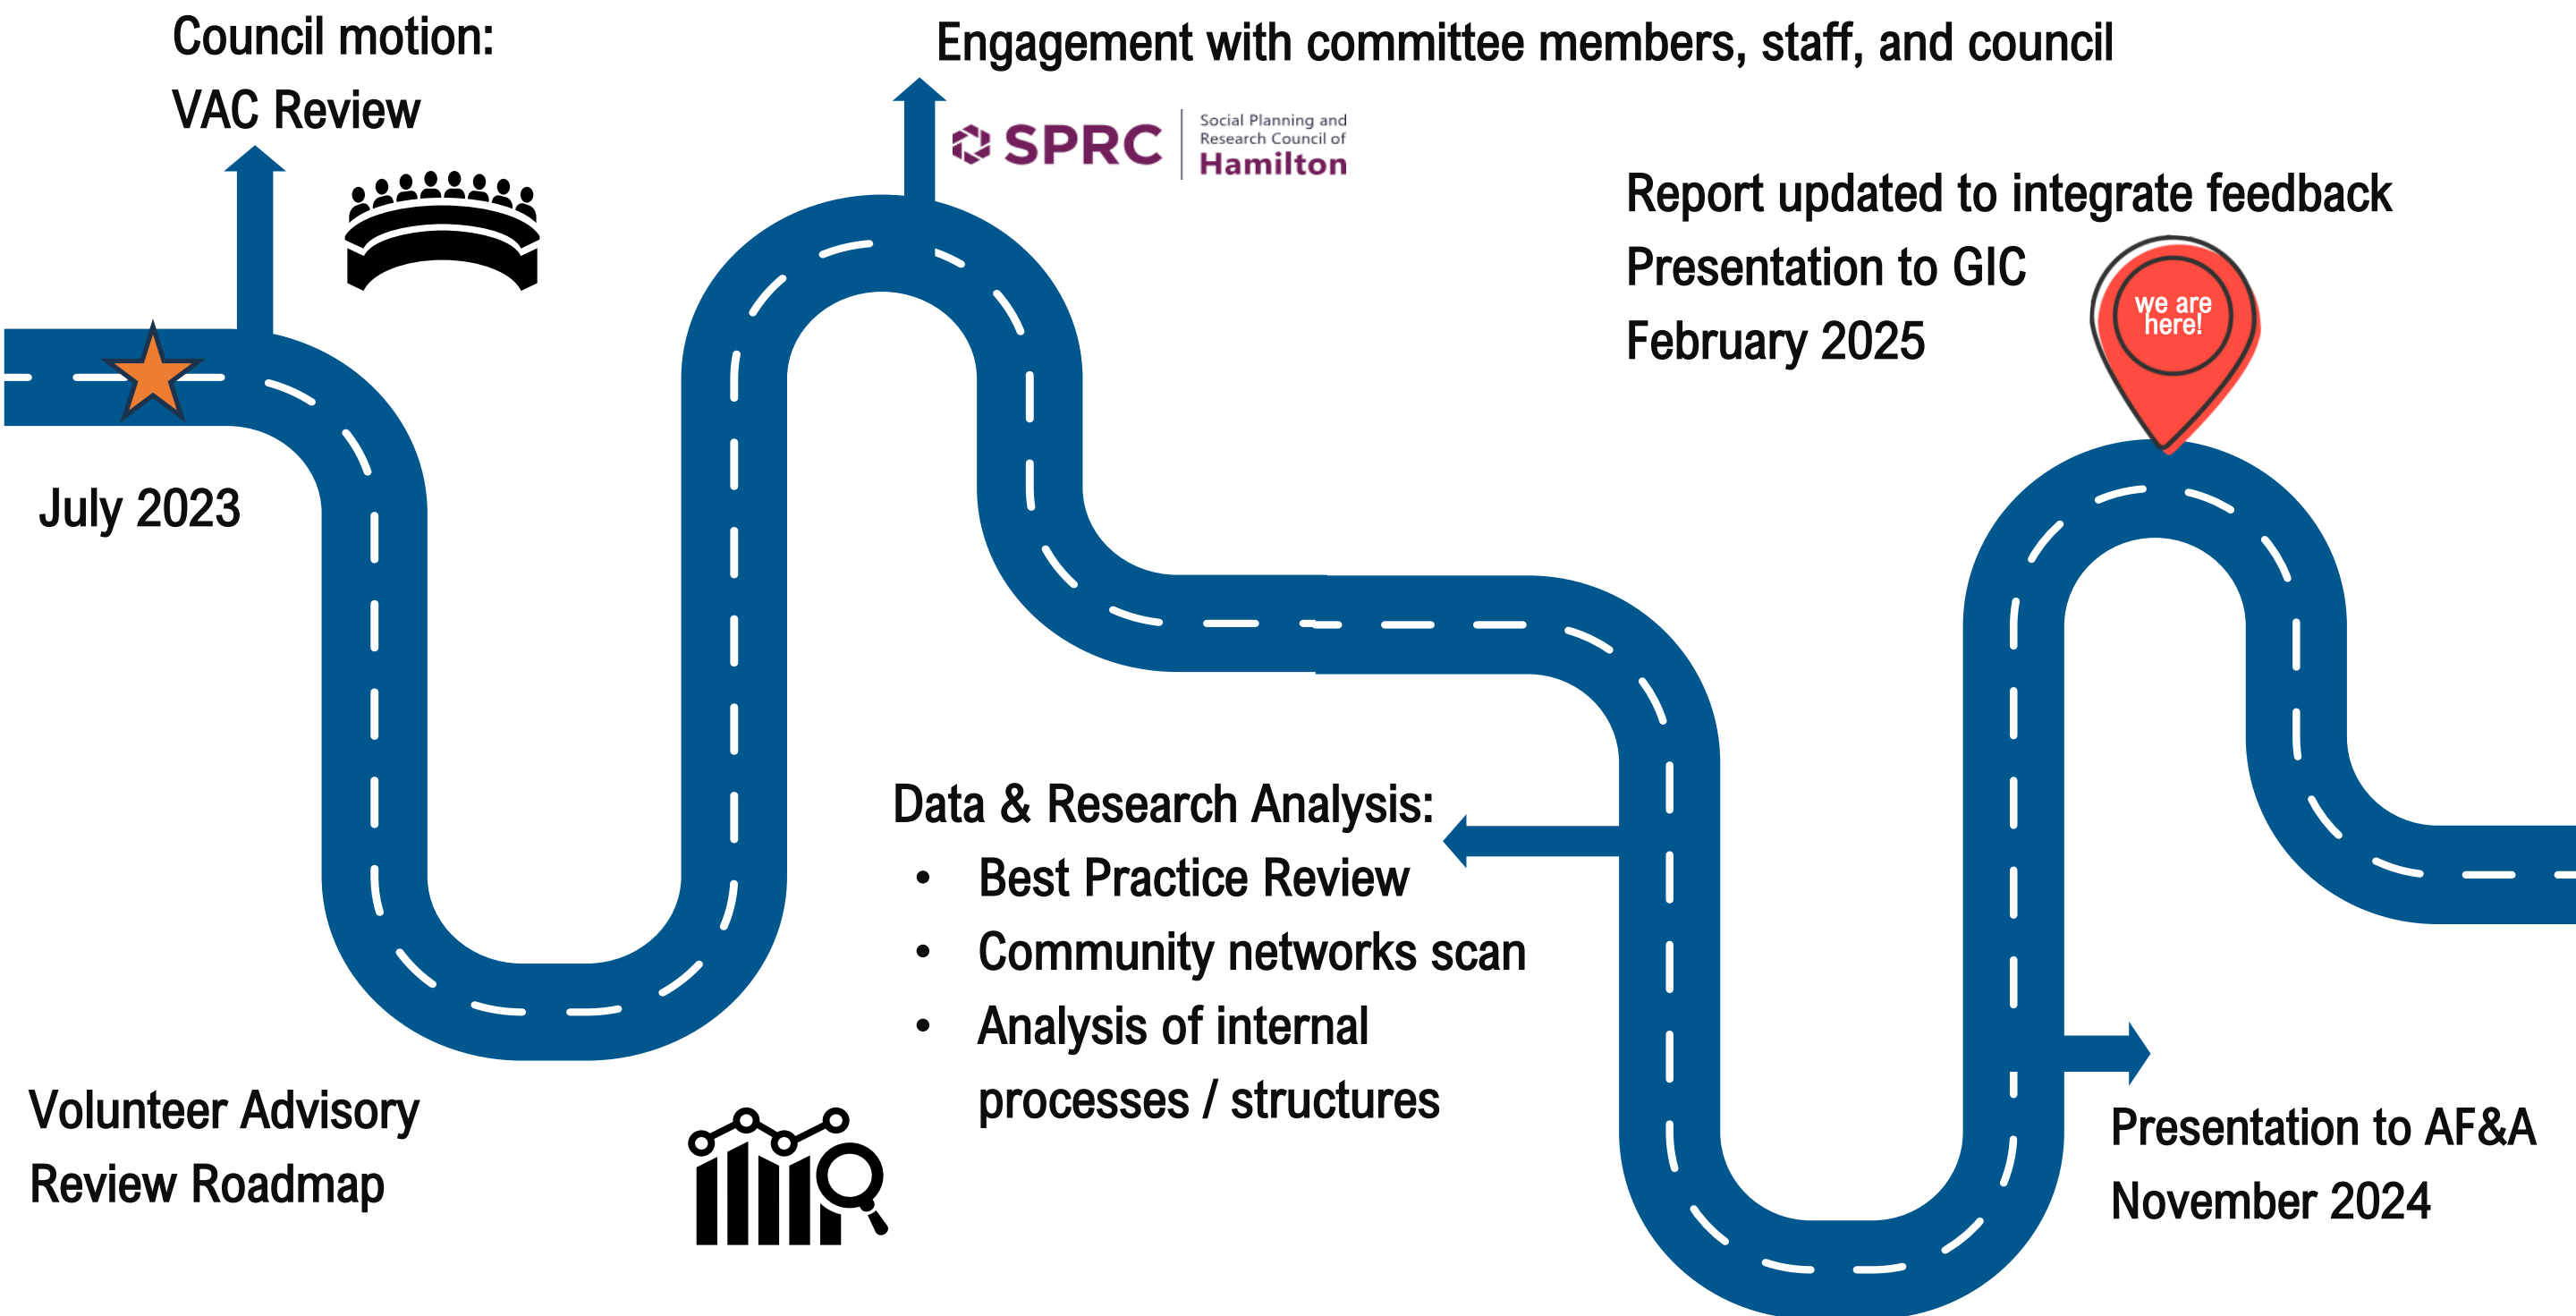 Council motion:
VAC Review
Engagement with committee members, staff, and council
SPRC
Social Planning and
Research Council of
Hamilton
Report updated to integrate feedback
Presentation to GIC
February 2025
we are
here!
July 2023
Data & Research Analysis:
• Best Practice Review
• Community networks scan
• Analysis of internal
processes / structures
Volunteer Advisory
Review Roadmap
Presentation to AF&A
November 2024